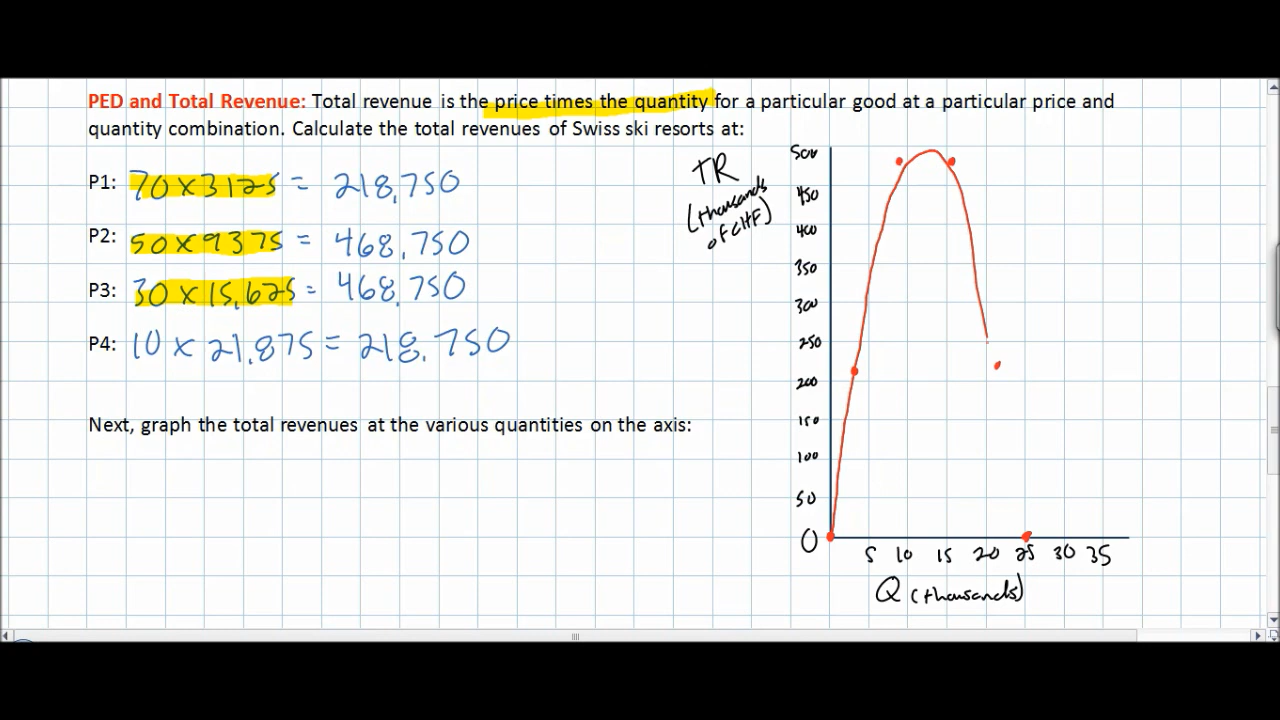 PED and Total Revenue: Total revenue is the price times the quantity for a particular good at a particular price and
quantity combination. Calculate the total revenues of Swiss ski resorts at:
P1: 70 x 3125 = 218,750
P2: 50 x 9375 = 468,750
P3: 30 x 15,625 = 468,750
P4: 10 x 21,875 = 218,750
Next, graph the total revenues at the various quantities on the axis:
TR
(thousands
of CHF)
500
450
400
350
300
250
200
150
100
50
0
5 10 15 20 25 30 35
Q (thousands)